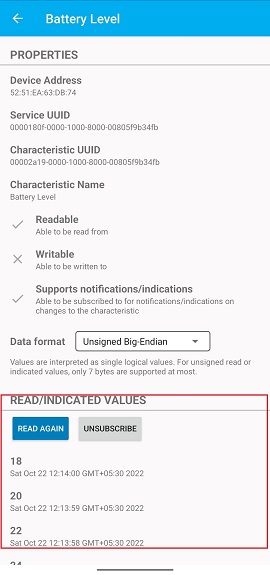 Battery Level
PROPERTIES
Device Address
52:51:EA:63:DB:74
Service UUID
0000180f-0000-1000-8000-00805f9b34fb
Characteristic UUID
00002a19-0000-1000-8000-00805f9b34fb
Characteristic Name
Battery Level
Readable
Able to be read from
Writable
Able to be written to
Supports notifications/indications
Able to be subscribed to for notifications/indications on
changes to the characteristic
Data format Unsigned Big-Endian
Values are interpreted as single logical values. For unsigned read or
indicated values, only 7 bytes are supported at most.
READ/INDICATED VALUES
READ AGAIN UNSUBSCRIBE
18
Sat Oct 22 12:14:00 GMT+05:30 2022
20
Sat Oct 22 12:13:59 GMT+05:30 2022
22
Sat Oct 22 12:13:58 GMT+05:30 2022